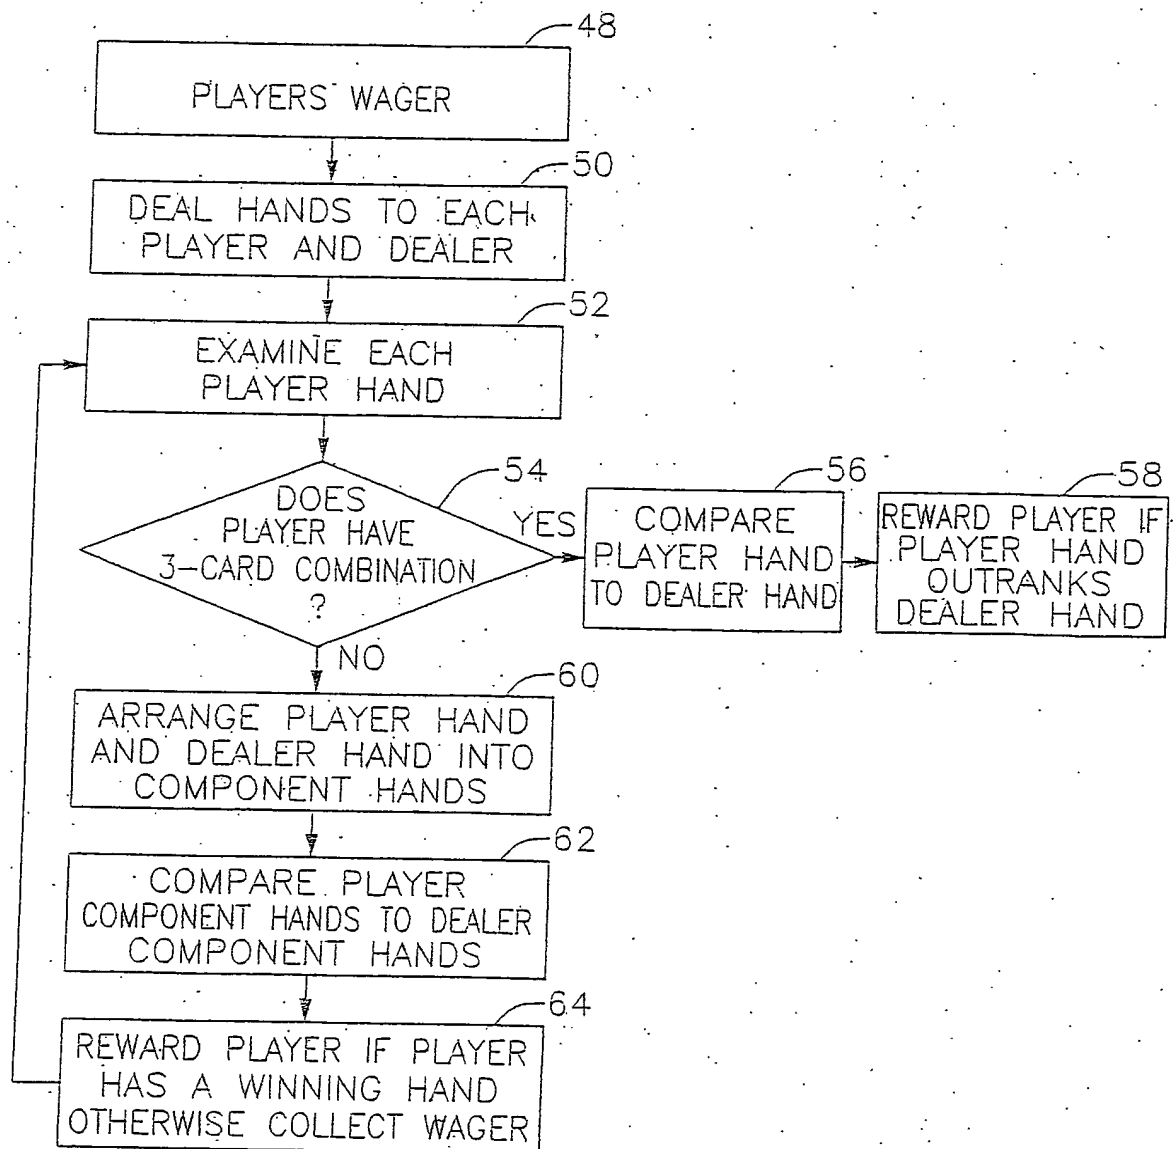 48
PLAYERS WAGER
50
DEAL HANDS TO EACH
PLAYER AND DEALER
52
EXAMINE EACH
PLAYER HAND
54
DOES
PLAYER HAVE
3-CARD COMBINATION
?
YES
56
COMPARE
PLAYER HAND
TO DEALER HAND
58
REWARD PLAYER IF
PLAYER HAND
OUTRANKS
DEALER HAND
NO
60
ARRANGE PLAYER HAND
AND DEALER HAND INTO
COMPONENT HANDS
62
COMPARE PLAYER
COMPONENT HANDS TO DEALER
COMPONENT HANDS
64
REWARD PLAYER IF PLAYER
HAS A WINNING HAND
OTHERWISE COLLECT WAGER